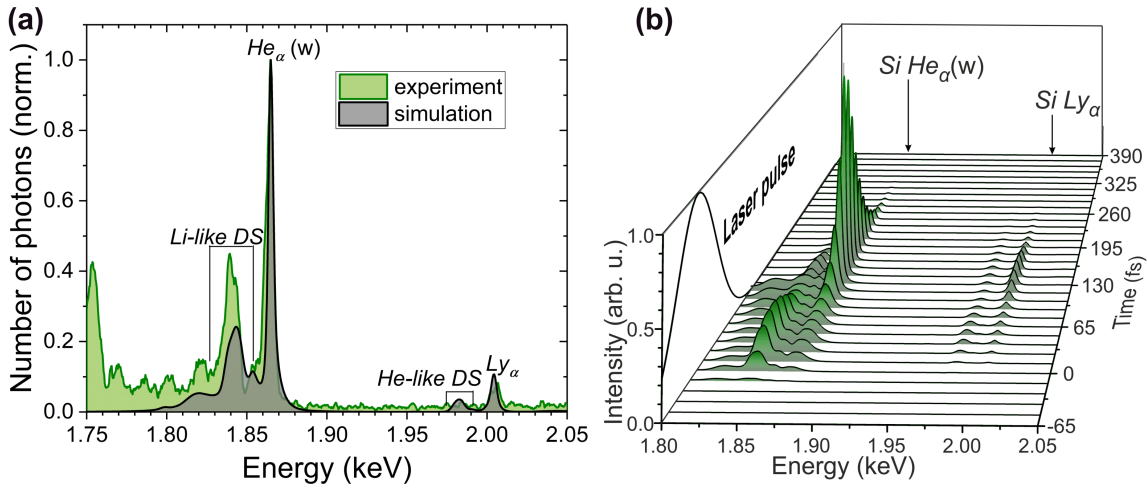 (a)
Number of photons (norm.)
1.0
0.8
0.6
0.4
0.2
0.0
Heα (w)
experiment
simulation
Li-like DS
He-like DS
Lyα
1.75 1.80 1.85 1.90 1.95 2.00 2.05
Energy (keV)
(b)
Si Heα(w)
Si Lyα
Laser pulse
Intensity (arb. u.)
1.0
0.5
0.0
1.80 1.85 1.90 1.95 2.00 2.05
Energy (keV)
390
325
260
195
130
65
0
-65
Time (fs)